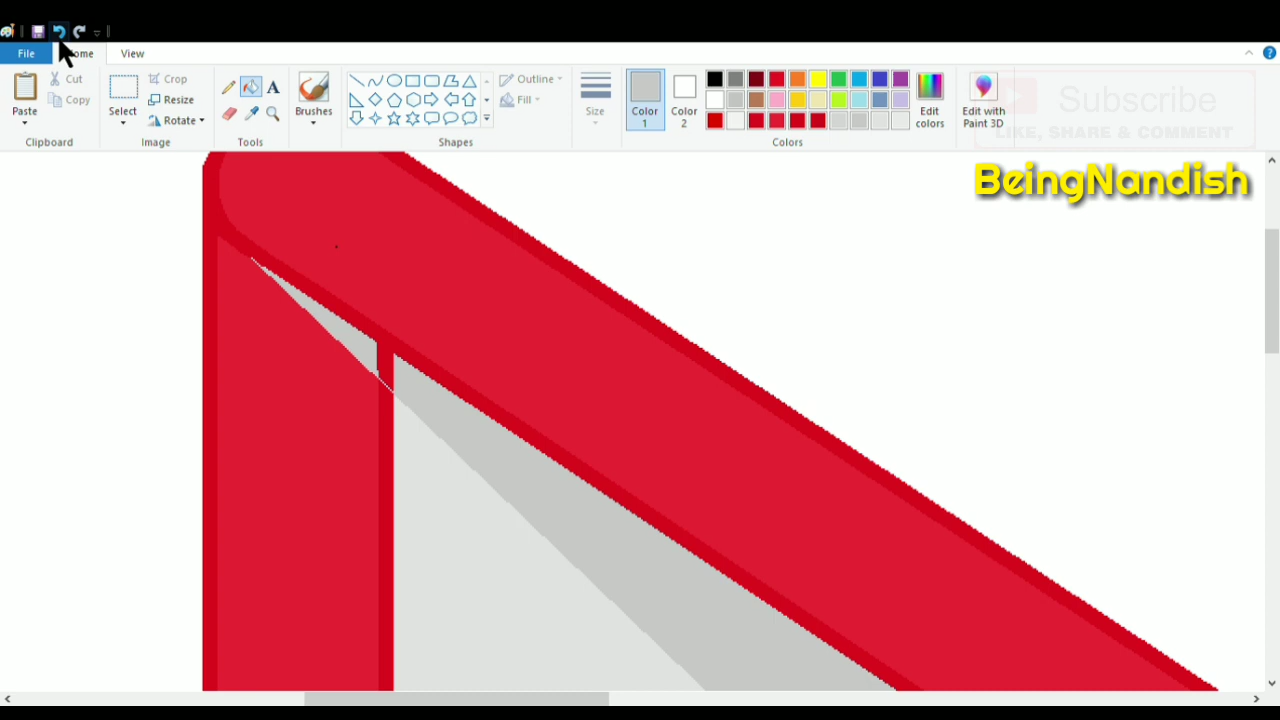 File
Home
View
Paste
Cut
Copy
Clipboard
Select
Crop
Resize
Rotate
Image
A
Tools
Brushes
Shapes
Outline
Fill
Size
Color 1
Color 2
Colors
Edit colors
Edit with Paint 3D
Subscribe
LIKE, SHARE & COMMENT
BeingNandish